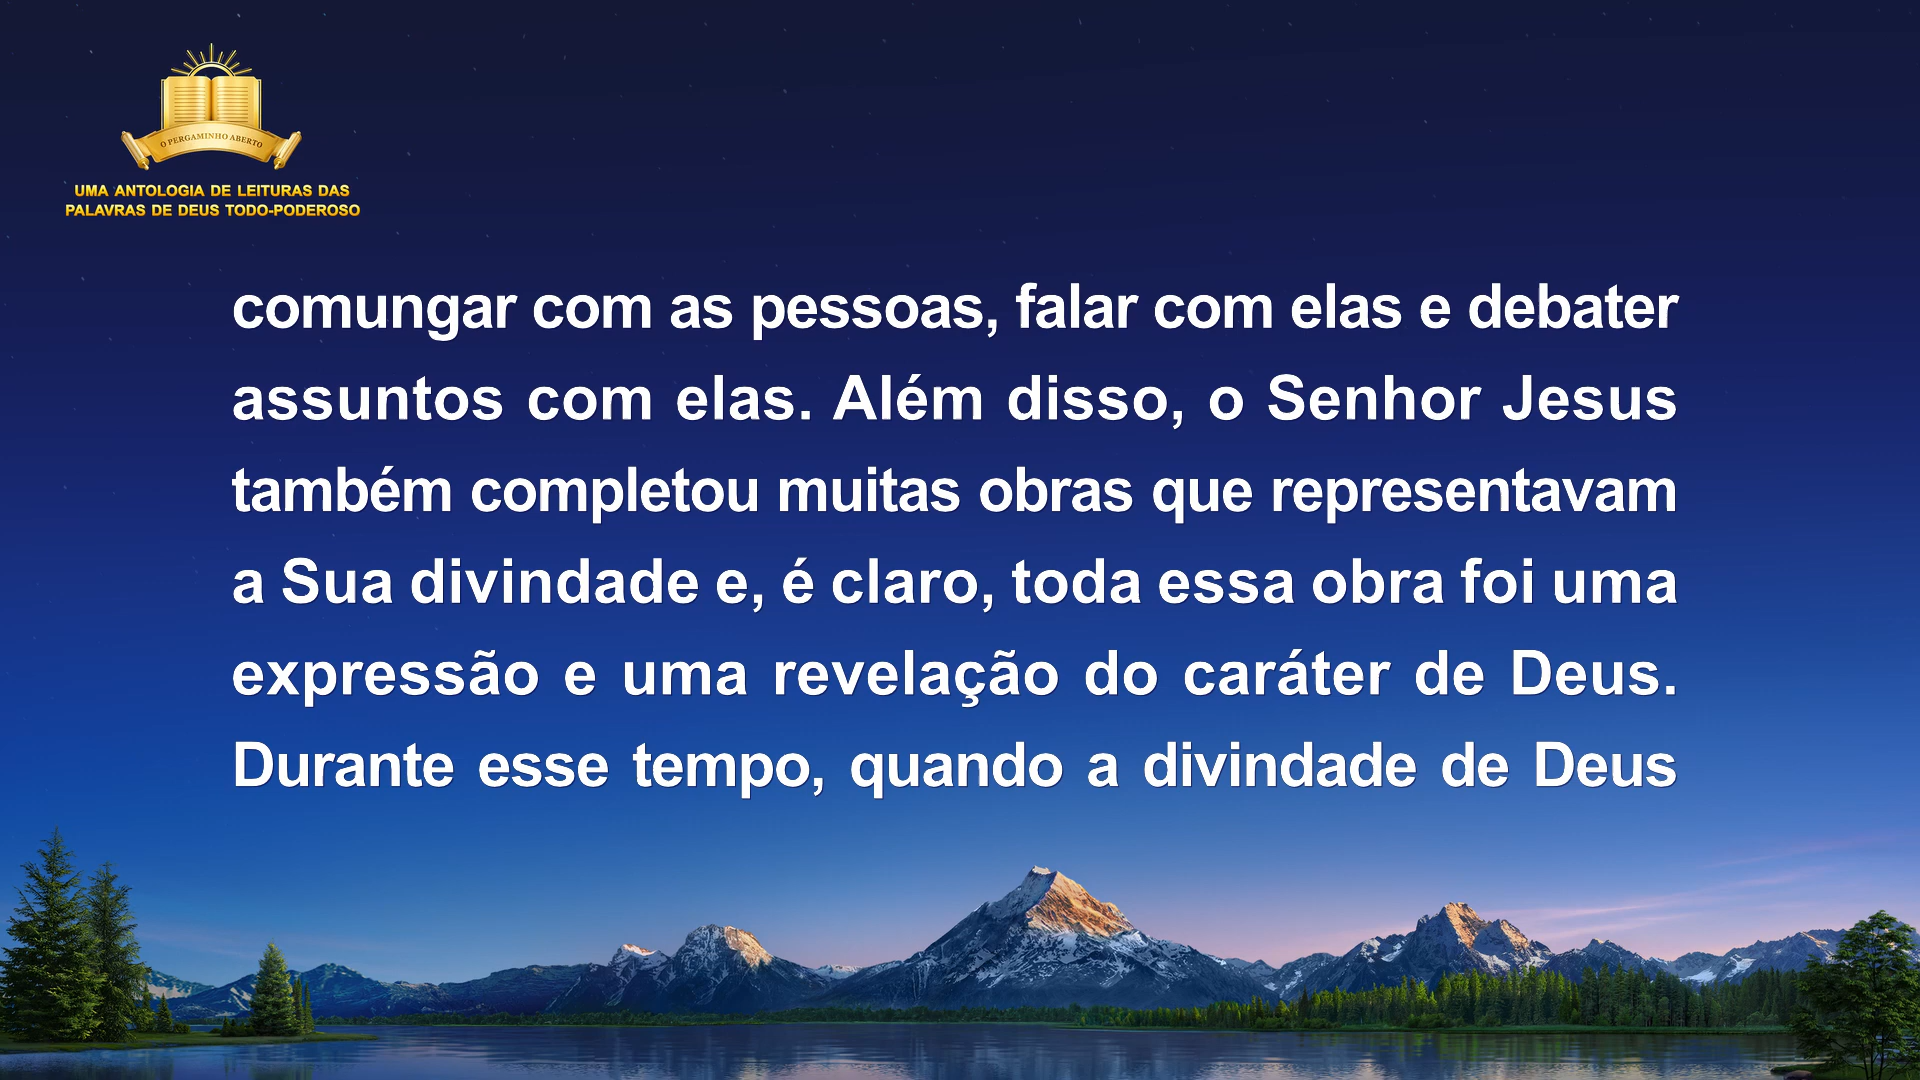 O PERGAMINHO ABERTO
UMA ANTOLOGIA DE LEITURAS DAS
PALAVRAS DE DEUS TODO-PODEROSO
comungar com as pessoas, falar com elas e debater
assuntos com elas. Além disso, o Senhor Jesus
também completou muitas obras que representavam
a Sua divindade e, é claro, toda essa obra foi uma
expressão e uma revelação do caráter de Deus.
Durante esse tempo, quando a divindade de Deus